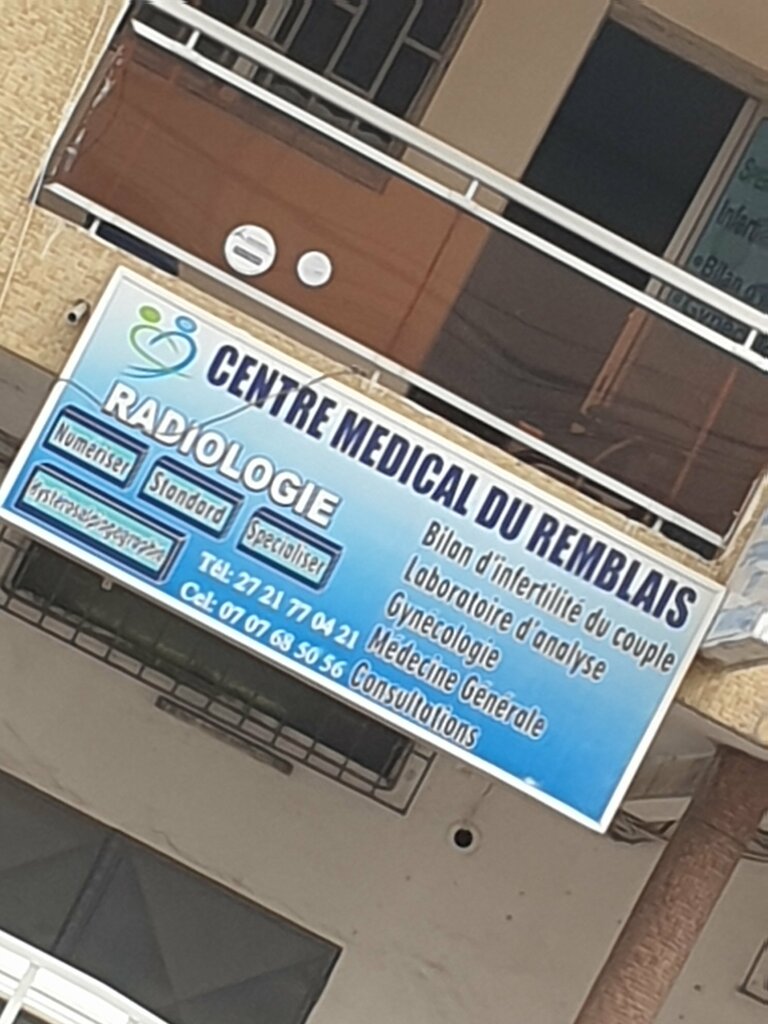 CENTRE MEDICAL DU REMBLAIS
RADIOLOGIE
Numeriser
Standard
Specialiser
Tél: 27 21 77 04 21
Cel: 07 07 68 50 56
Bilan d'infertilité du couple
Laboratoire d'analyse
Gynécologie
Médecine Générale
Consultations